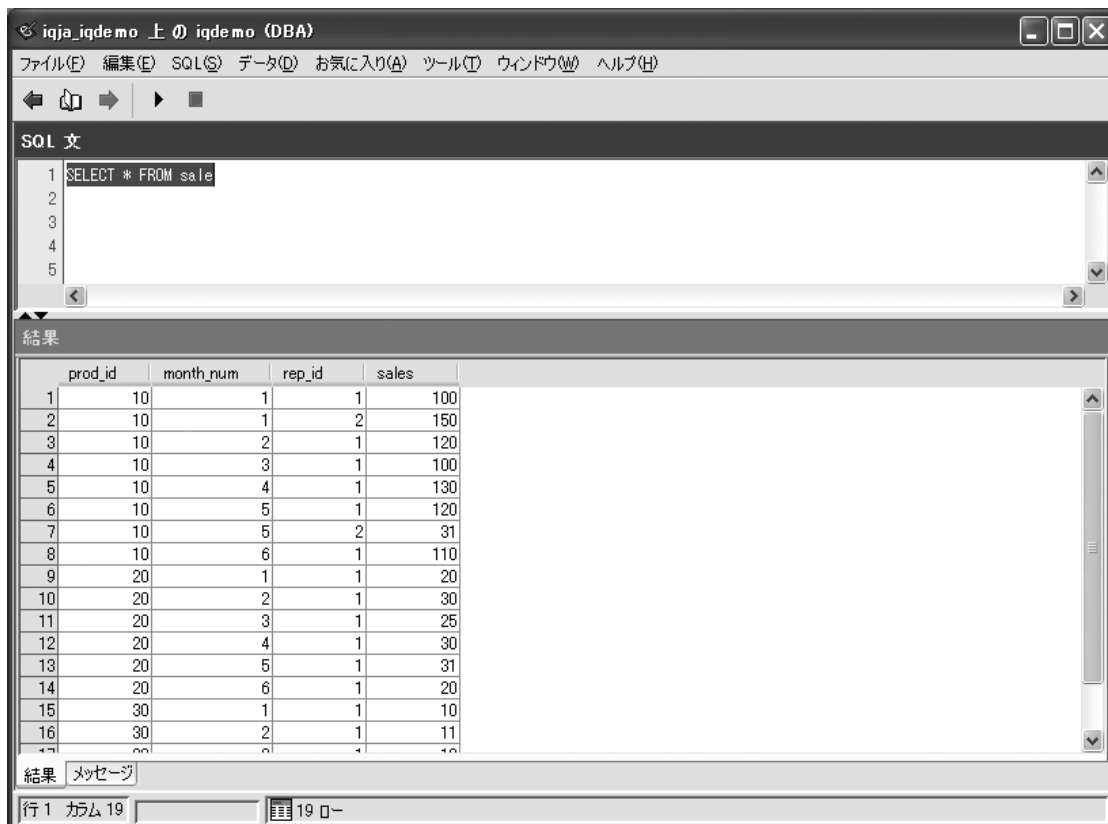 iqja_iqdemo 上 の iqdemo (DBA)
ファイル(F) 編集(E) SQL(S) データ(D) お気に入り(A) ツール(T) ウィンドウ(W) ヘルプ(H)
SQL 文
1 SELECT * FROM sale
2
3
4
5
結果
prod_id month_num rep_id sales
1 10 1 1 100
2 10 1 2 150
3 10 2 1 120
4 10 3 1 100
5 10 4 1 130
6 10 5 1 120
7 10 5 2 31
8 10 6 1 110
9 20 1 1 20
10 20 2 1 30
11 20 3 1 25
12 20 4 1 30
13 20 5 1 31
14 20 6 1 20
15 30 1 1 10
16 30 2 1 11
結果 メッセージ
行 1 カラム 19 19 ロー